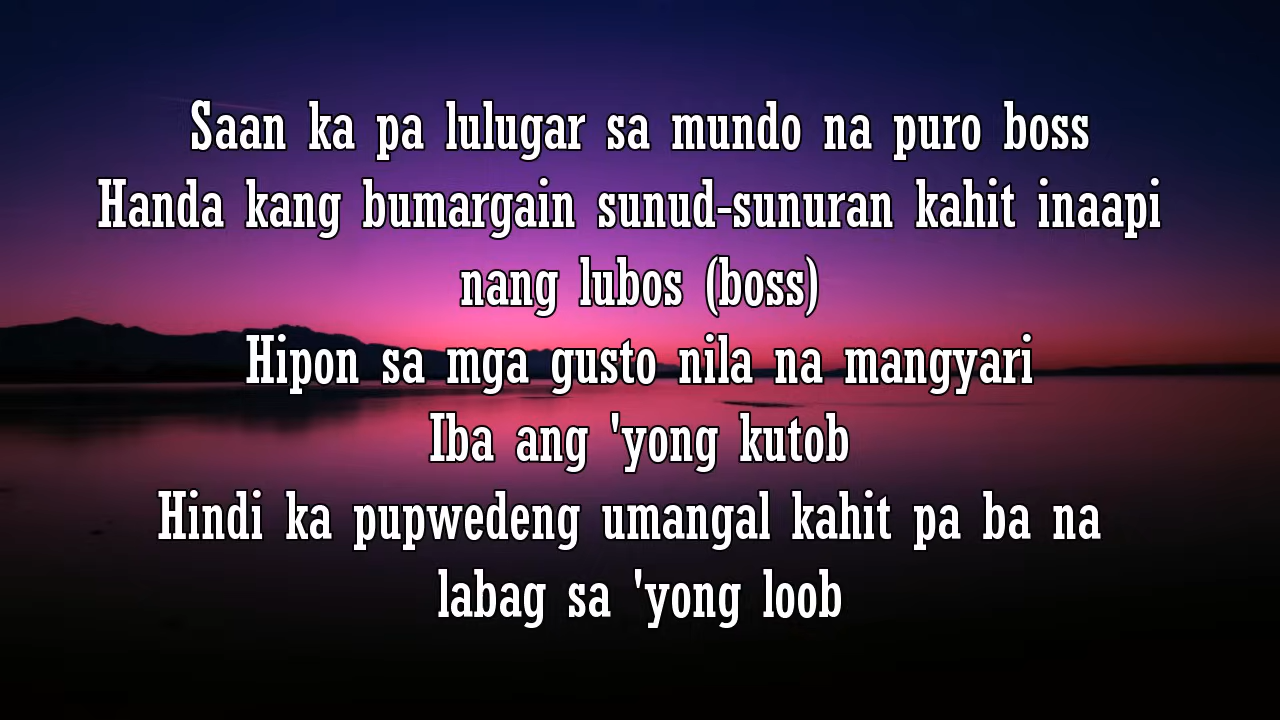 Saan ka pa lulugar sa mundo na puro boss
Handa kang bumargain sunud-sunuran kahit inaapi
nang lubos (boss)
Hipon sa mga gusto nila na mangyari
Iba ang 'yong kutob
Hindi ka pupwedeng umangal kahit pa ba na
labag sa 'yong loob